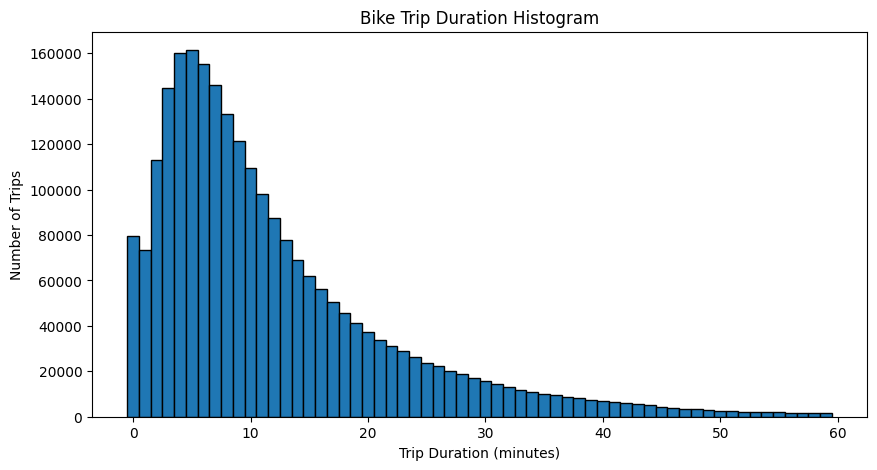 Bike Trip Duration Histogram
160000
140000
120000
100000
80000
60000
40000
20000
0
Number of Trips
0 10 20 30 40 50 60
Trip Duration (minutes)